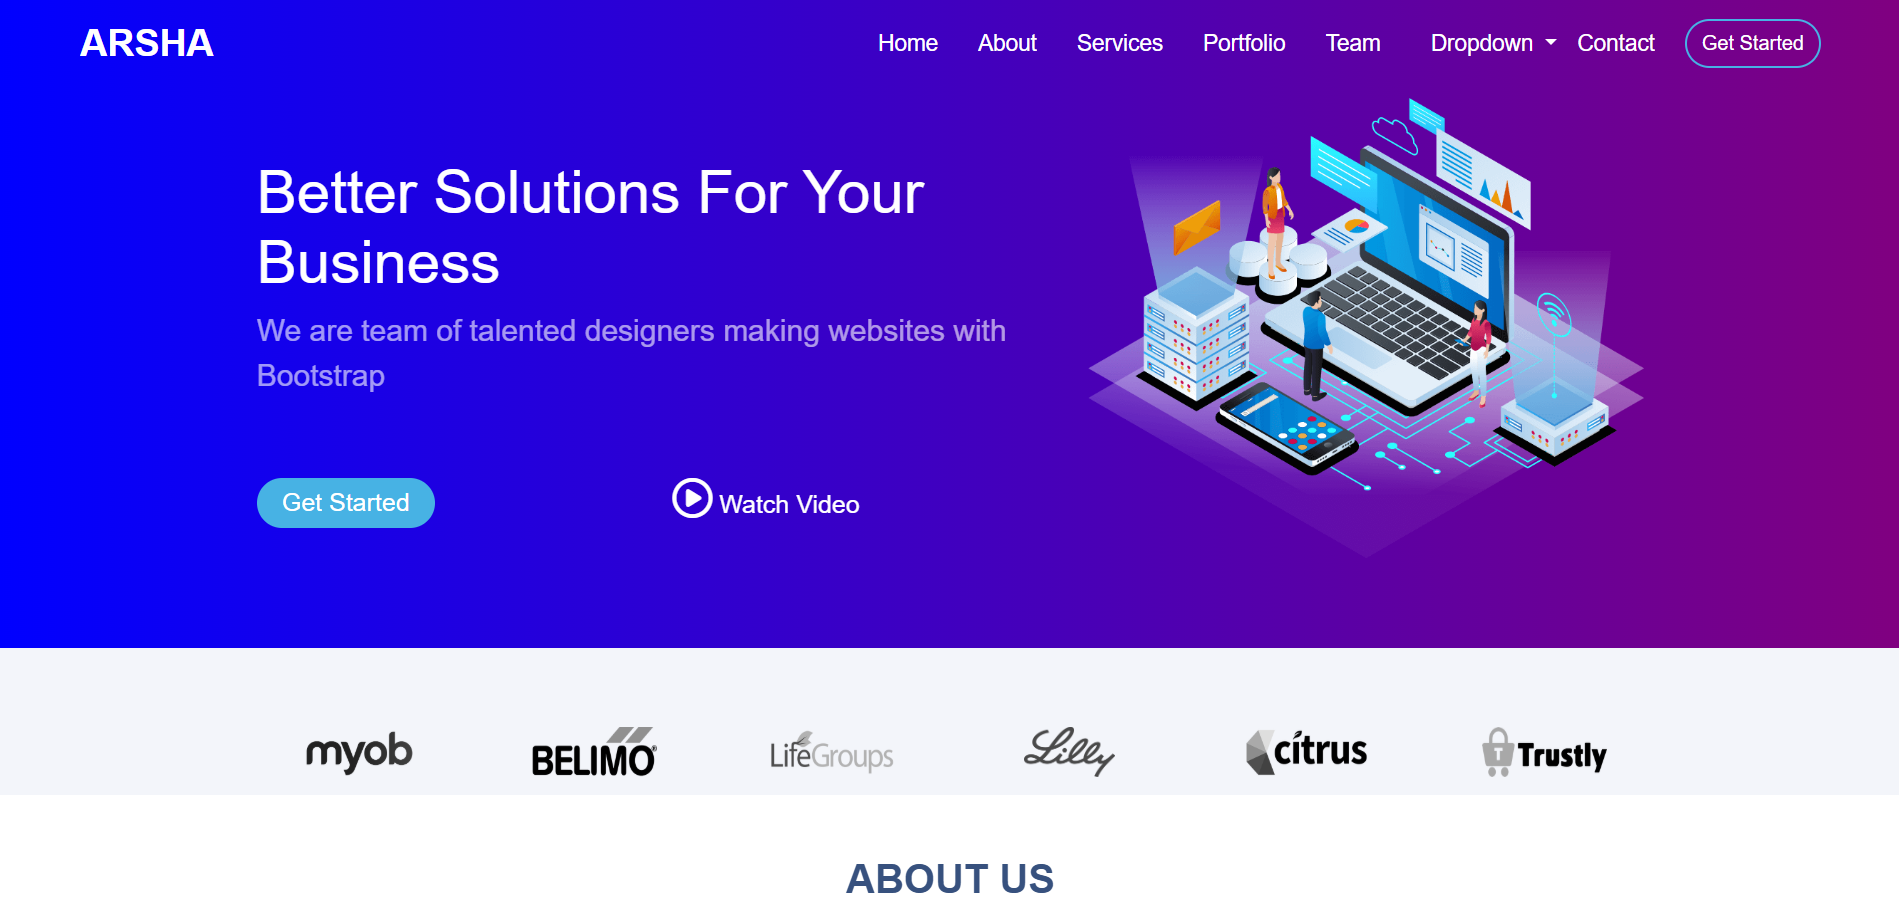 ARSHA
Home About Services Portfolio Team Dropdown Contact Get Started
Better Solutions For Your
Business
We are team of talented designers making websites with
Bootstrap
Get Started
Watch Video
myob
BELIMO
LifeGroups
Lilly
citrus
T Trustly
ABOUT US